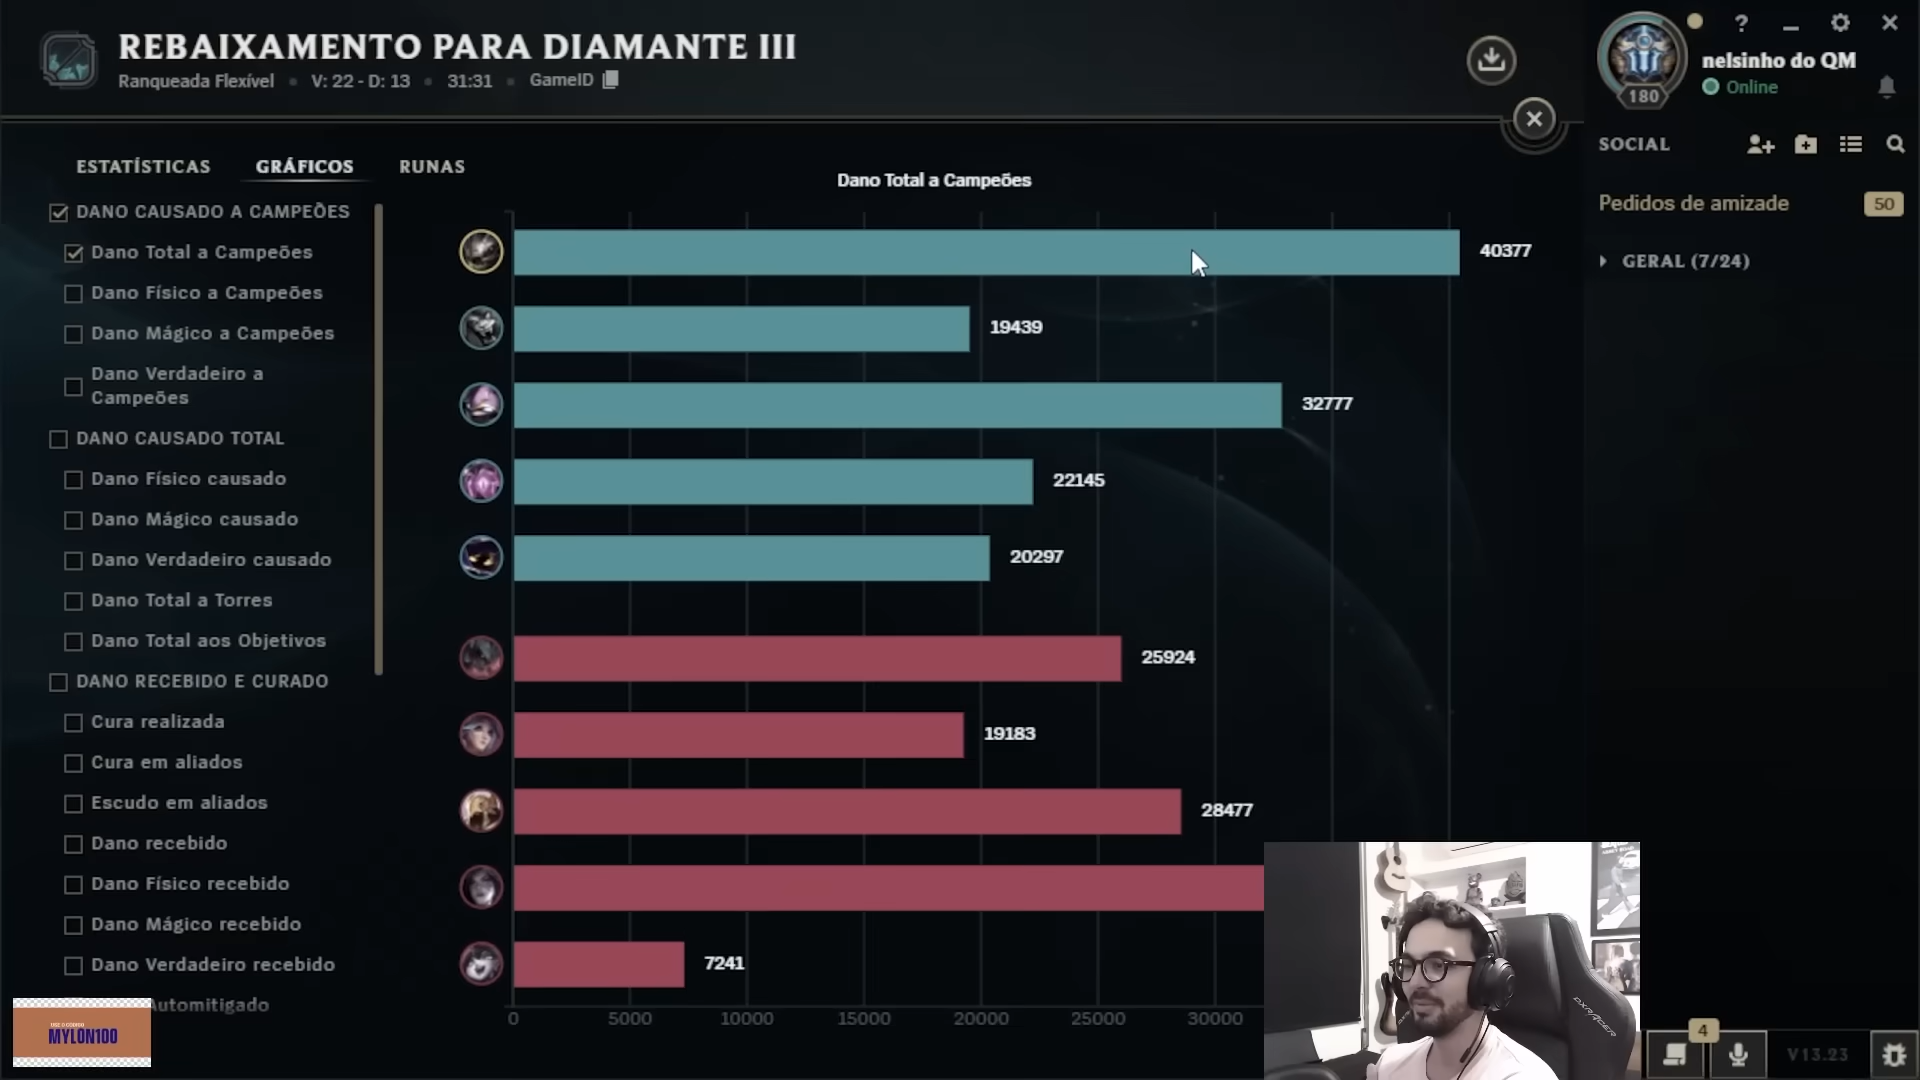 REBAIXAMENTO PARA DIAMANTE III
Ranqueada Flexível • V: 22 - D: 13 • 31:31 • GameID
nelsinho do QM
Online
180
SOCIAL
Pedidos de amizade 50
GERAL (7/24)
ESTATÍSTICAS GRÁFICOS RUNAS
DANO CAUSADO A CAMPEÕES
Dano Total a Campeões
Dano Físico a Campeões
Dano Mágico a Campeões
Dano Verdadeiro a
Campeões
DANO CAUSADO TOTAL
Dano Físico causado
Dano Mágico causado
Dano Verdadeiro causado
Dano Total a Torres
Dano Total aos Objetivos
DANO RECEBIDO E CURADO
Cura realizada
Cura em aliados
Escudo em aliados
Dano recebido
Dano Físico recebido
Dano Mágico recebido
Dano Verdadeiro recebido
Automitigado
Dano Total a Campeões
40377
19439
32777
22145
20297
25924
19183
28477
7241
0 5000 10000 15000 20000 25000 30000
MYLON100
DXRACER
4
V13.23